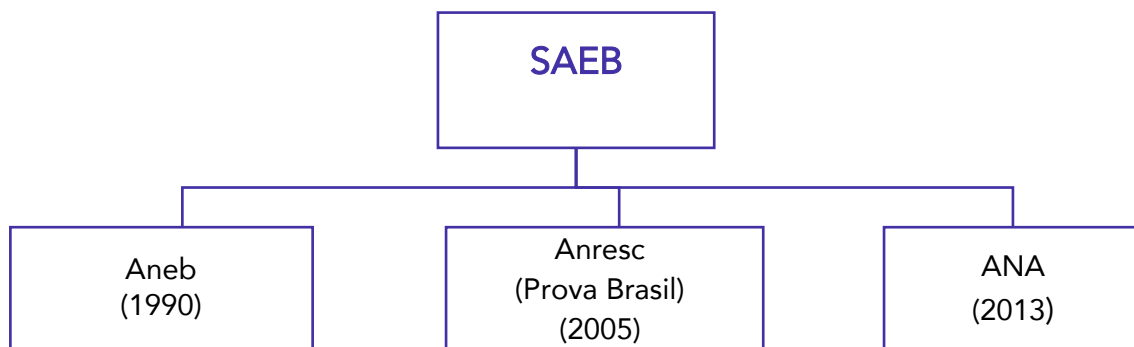 SAEB
Aneb
(1990)
Anresc
(Prova Brasil)
(2005)
ANA
(2013)